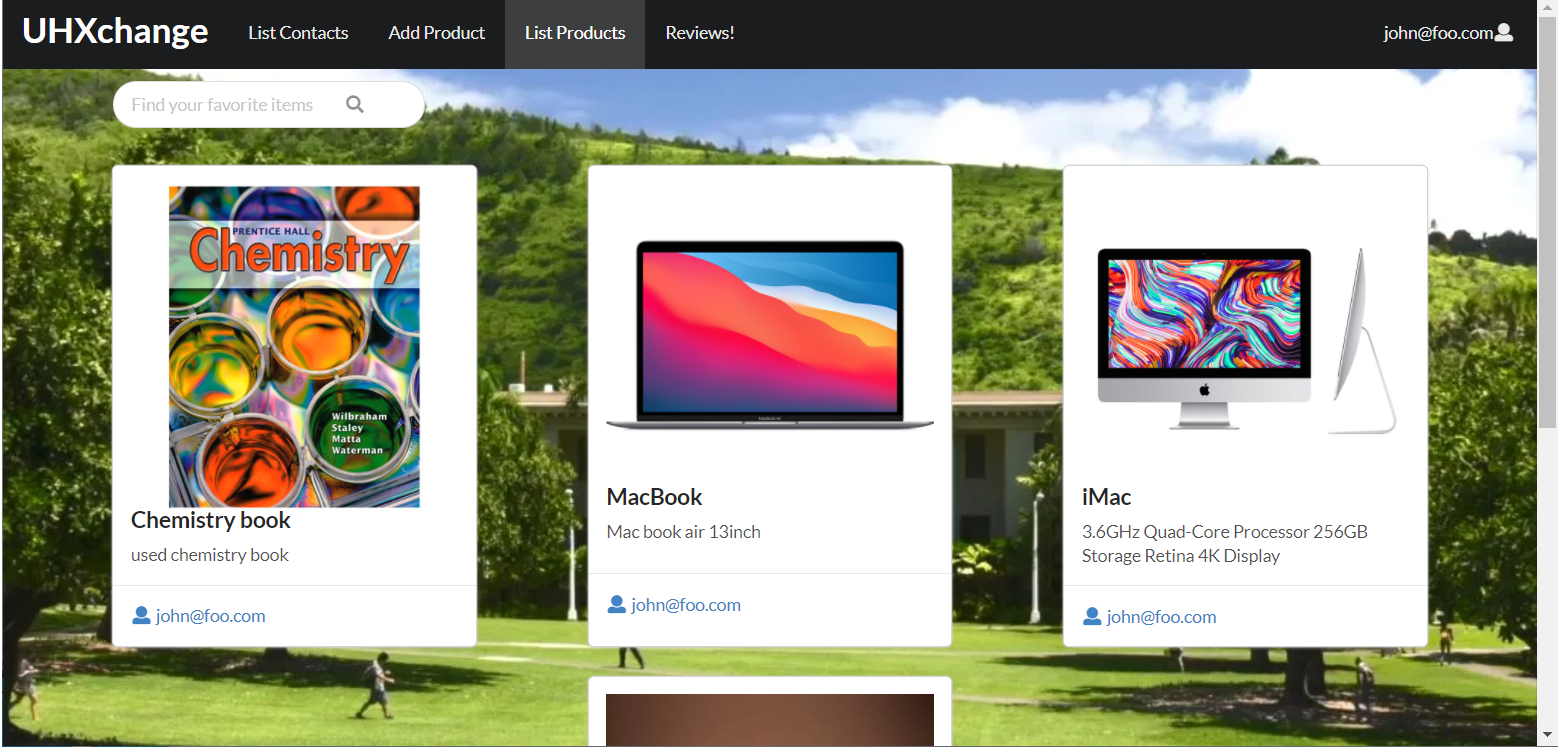 UHXchange
List Contacts
Add Product
List Products
Reviews!
john@foo.com
Find your favorite items
PRENTICE HALL
Chemistry
Wilbraham
Staley
Matta
Waterman
Chemistry book
used chemistry book
john@foo.com
MacBook Air
MacBook
Mac book air 13inch
john@foo.com
iMac
3.6GHz Quad-Core Processor 256GB
Storage Retina 4K Display
john@foo.com